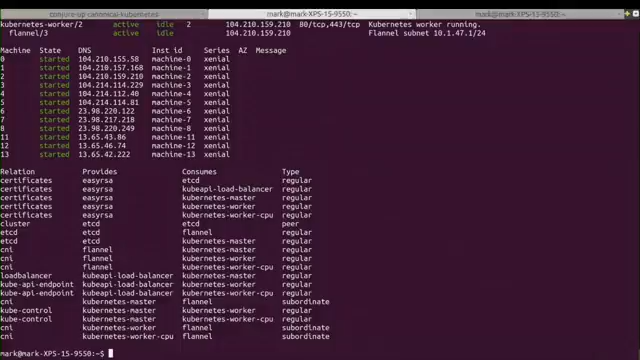 conjure-up canonical-kubernetes mark@mark-XPS-15-9550: ~ mark@mark-XPS-15-9550: ~
kubernetes-worker/2 active idle 2 104.210.159.210 80/tcp,443/tcp Kubernetes worker running.
flannel/3 active idle 104.210.159.210 Flannel subnet 10.1.47.1/24
Machine State DNS Inst id Series AZ Message
0 started 104.210.155.58 machine-0 xenial
1 started 104.210.157.168 machine-1 xenial
2 started 104.210.159.210 machine-2 xenial
3 started 104.214.114.229 machine-3 xenial
4 started 104.214.112.40 machine-4 xenial
5 started 104.214.114.81 machine-5 xenial
6 started 23.98.220.122 machine-6 xenial
7 started 23.98.217.218 machine-7 xenial
8 started 23.98.220.249 machine-8 xenial
11 started 13.65.43.86 machine-11 xenial
12 started 13.65.46.74 machine-12 xenial
13 started 13.65.42.222 machine-13 xenial
Relation Provides Consumes Type
certificates easyrsa etcd regular
certificates easyrsa kubeapi-load-balancer regular
certificates easyrsa kubernetes-master regular
certificates easyrsa kubernetes-worker regular
certificates easyrsa kubernetes-worker-cpu regular
cluster etcd etcd peer
etcd etcd flannel regular
etcd etcd kubernetes-master regular
cni flannel kubernetes-master regular
cni flannel kubernetes-worker regular
cni flannel kubernetes-worker-cpu regular
loadbalancer kubeapi-load-balancer kubernetes-master regular
kube-api-endpoint kubeapi-load-balancer kubernetes-worker regular
kube-api-endpoint kubeapi-load-balancer kubernetes-worker-cpu regular
cni kubernetes-master flannel subordinate
kube-control kubernetes-master kubernetes-worker regular
kube-control kubernetes-master kubernetes-worker-cpu regular
cni kubernetes-worker flannel subordinate
cni kubernetes-worker-cpu flannel subordinate
mark@mark-XPS-15-9550:~$